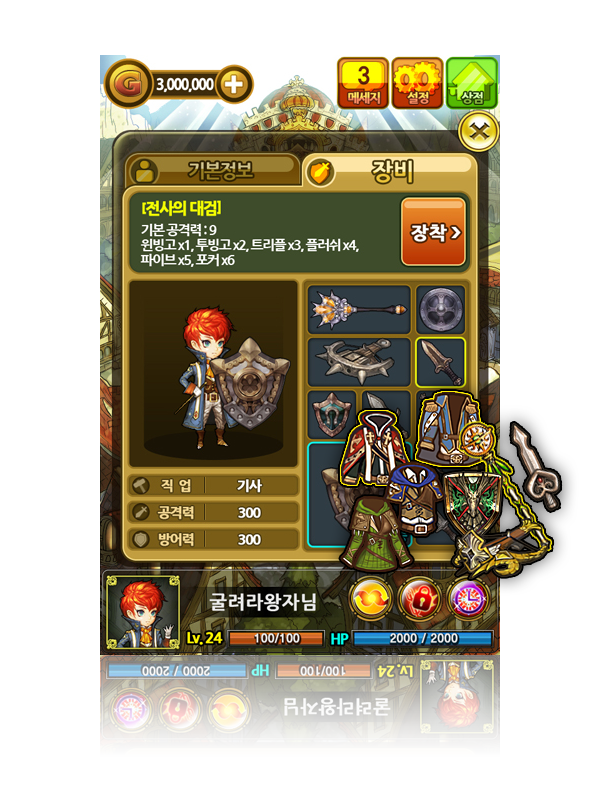 G 3,000,000 +
3
메세지
설정
상점
기본정보
장비
[전사의 대검]
기본 공격력 : 9
원빙고 x1, 투빙고 x2, 트리플 x3, 플러쉬 x4,
파이브 x5, 포커 x6
장착
직 업 기사
공격력 300
방어력 300
굴려라왕자님
Lv. 24 100/100 HP 2000 / 2000